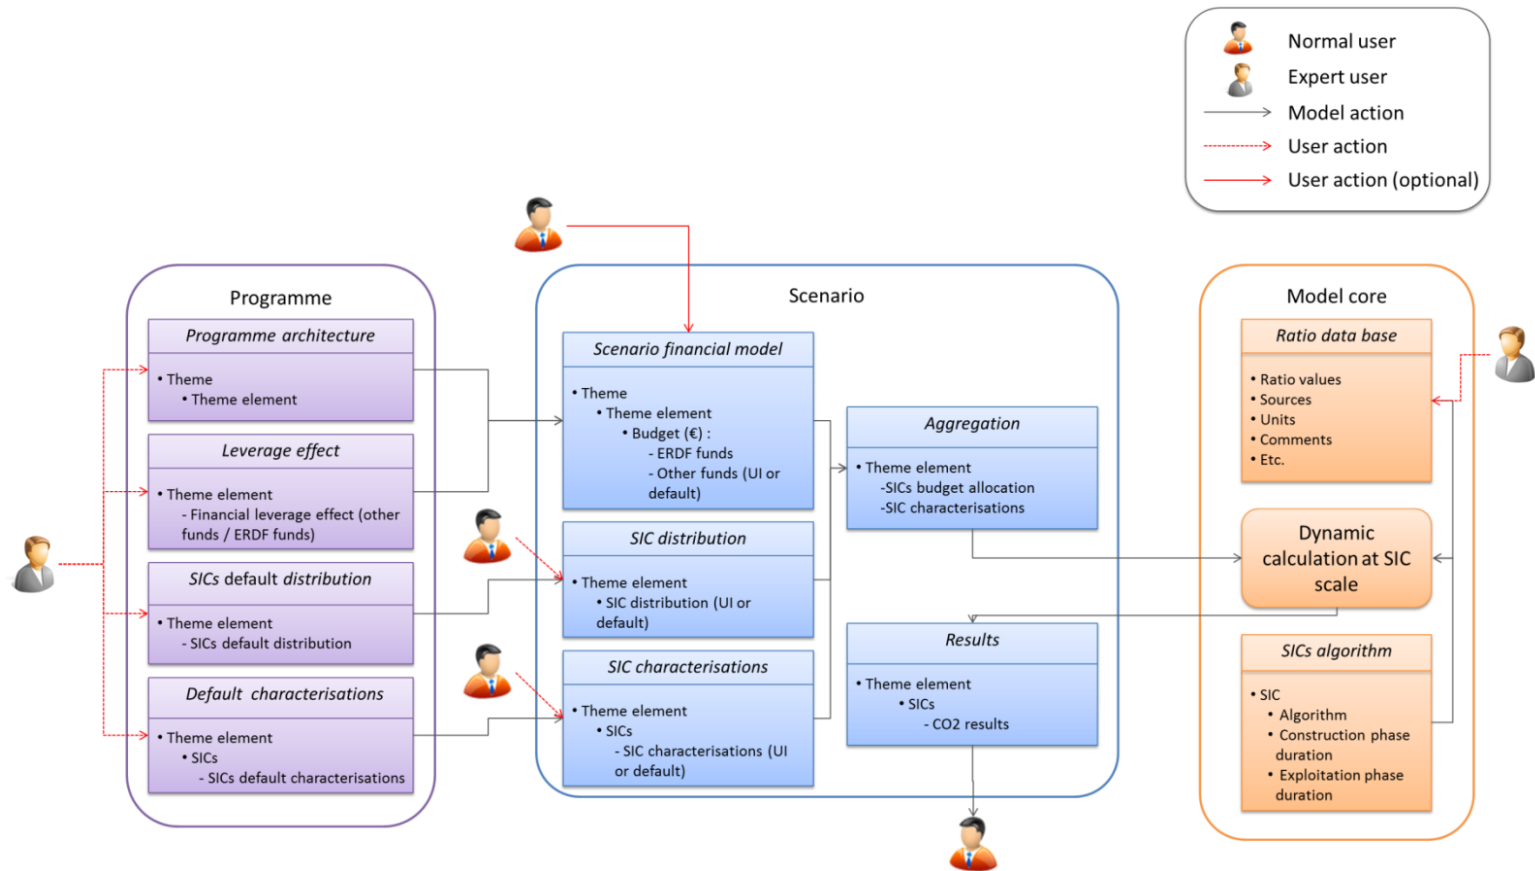 Normal user
Expert user
Model action
User action
User action (optional)
Programme
Programme architecture
• Theme
• Theme element
Leverage effect
• Theme element
- Financial leverage effect (other
funds / ERDF funds)
SICs default distribution
• Theme element
- SICs default distribution
Default characterisations
• Theme element
• SICs
- SICs default characterisations
Scenario
Scenario financial model
• Theme
• Theme element
• Budget (€) :
- ERDF funds
- Other funds (UI or
default)
SIC distribution
• Theme element
• SIC distribution (UI or
default)
SIC characterisations
• Theme element
• SICs
- SIC characterisations (UI
or default)
Aggregation
• Theme element
-SICs budget allocation
-SIC characterisations
Results
• Theme element
• SICs
- CO2 results
Model core
Ratio data base
• Ratio values
• Sources
• Units
• Comments
• Etc.
Dynamic
calculation at SIC
scale
SICs algorithm
• SIC
• Algorithm
• Construction phase
duration
• Exploitation phase
duration